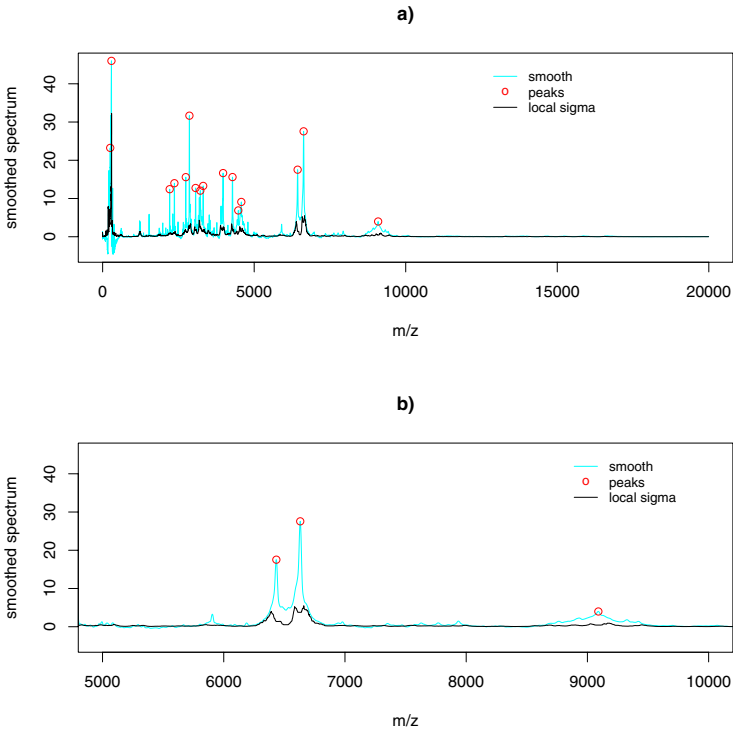 a)
smoothed spectrum
0 10 20 30 40
smooth
peaks
local sigma
0 5000 10000 15000 20000
m/z
b)
smoothed spectrum
0 10 20 30 40
smooth
peaks
local sigma
5000 6000 7000 8000 9000 10000
m/z